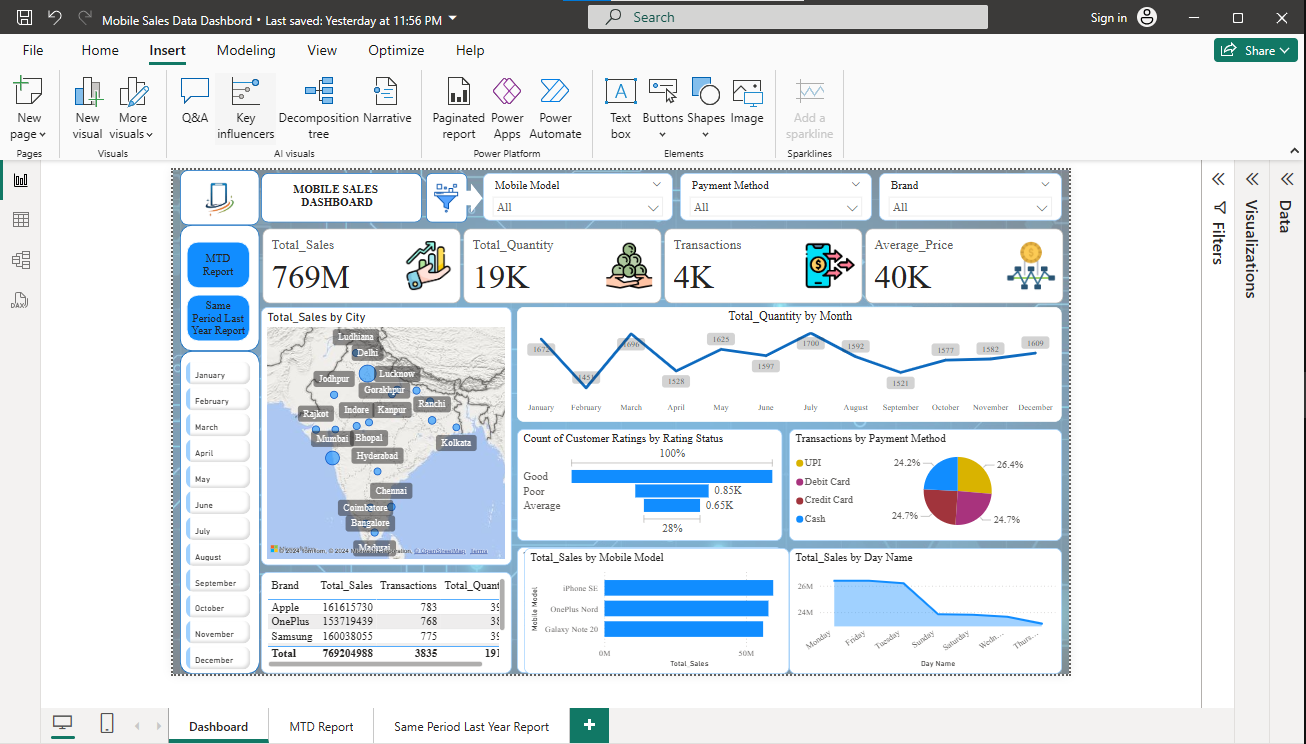 Mobile Sales Data Dashbord • Last saved: Yesterday at 11:56 PM
Search
Sign in
File Home Insert Modeling View Optimize Help
Share
New page
New visual
More visuals
Q&A
Key influencers
Decomposition tree
Narrative
Paginated report
Power Apps
Power Automate
Text box
Buttons
Shapes
Image
Add a sparkline
Pages Visuals AI visuals Power Platform Elements Sparklines
DAX
MOBILE SALES
DASHBOARD
Mobile Model
All
Payment Method
All
Brand
All
Filters
Visualizations
Data
MTD
Report
Same
Period Last
Year Report
Total_Sales
769M
Total_Quantity
19K
Transactions
4K
Average_Price
40K
January
February
March
April
May
June
July
August
September
October
November
December
Total_Sales by City
Ludhiana
Delhi
Lucknow
Jodhpur
Gorakhpur
Ranchi
Rajkot
Indore
Kanpur
Mumbai
Bhopal
Kolkata
Hyderabad
Chennai
Coimbatore
Bangalore
Madurai
© 2024 TomTom, © 2024 Microsoft Corporation, © OpenStreetMap Terms
Total_Quantity by Month
1672 1451 1696 1528 1625 1597 1700 1592 1521 1577 1582 1609
January February March April May June July August September October November December
Count of Customer Ratings by Rating Status
100%
Good
Poor 0.85K
Average 0.65K
28%
Transactions by Payment Method
UPI
Debit Card
Credit Card
Cash
24.2% 26.4%
24.7% 24.7%
Brand Total_Sales Transactions Total_Quant
Apple 161615730 783 39
OnePlus 153719439 768 38
Samsung 160038055 775 39
Total 769204988 3835 191
Total_Sales by Mobile Model
Mobile Model
iPhone SE
OnePlus Nord
Galaxy Note 20
0M 50M
Total_Sales
Total_Sales by Day Name
26M
24M
Monday Friday Tuesday Sunday Saturday Wedn... Thurs...
Day Name
Dashboard
MTD Report
Same Period Last Year Report
+